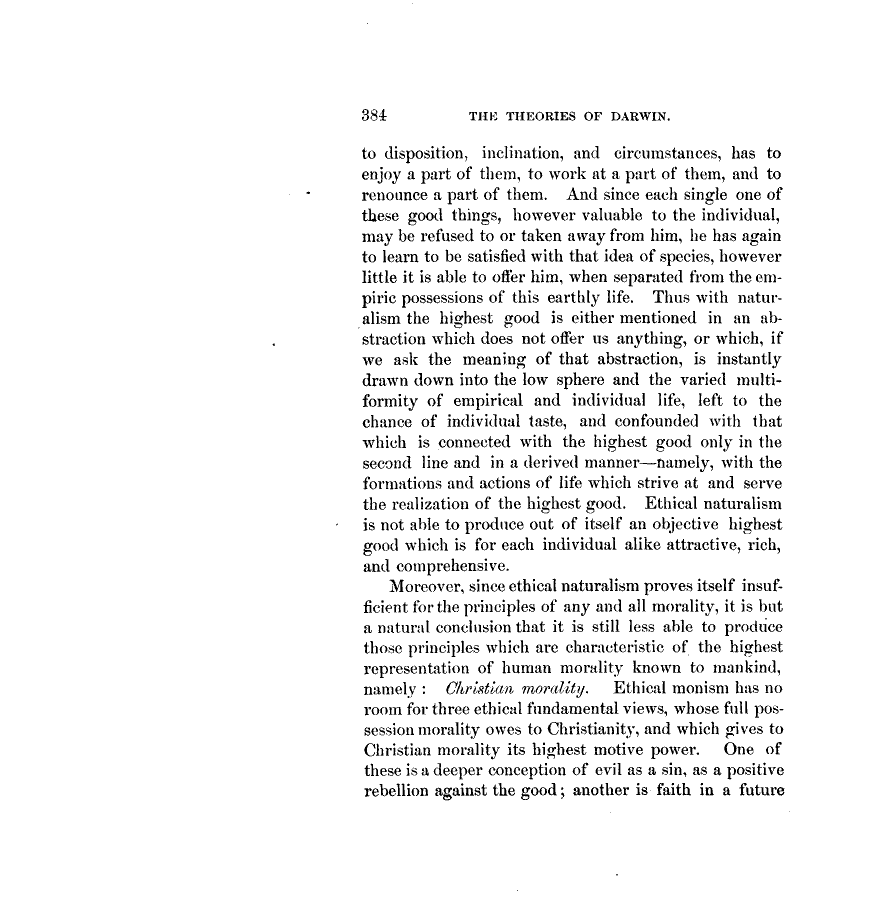 384 THE THEORIES OF DARWIN.
to disposition, inclination, and circumstances, has to
enjoy a part of them, to work at a part of them, and to
renounce a part of them. And since each single one of
these good things, however valuable to the individual,
may be refused to or taken away from him, he has again
to learn to be satisfied with that idea of species, however
little it is able to offer him, when separated from the em-
piric possessions of this earthly life. Thus with natur-
alism the highest good is either mentioned in an ab-
straction which does not offer us anything, or which, if
we ask the meaning of that abstraction, is instantly
drawn down into the low sphere and the varied multi-
formity of empirical and individual life, left to the
chance of individual taste, and confounded with that
which is connected with the highest good only in the
second line and in a derived manner—namely, with the
formations and actions of life which strive at and serve
the realization of the highest good. Ethical naturalism
is not able to produce out of itself an objective highest
good which is for each individual alike attractive, rich,
and comprehensive.
Moreover, since ethical naturalism proves itself insuf-
ficient for the principles of any and all morality, it is but
a natural conclusion that it is still less able to produce
those principles which are characteristic of the highest
representation of human morality known to mankind,
namely : Christian morality. Ethical monism has no
room for three ethical fundamental views, whose full pos-
session morality owes to Christianity, and which gives to
Christian morality its highest motive power. One of
these is a deeper conception of evil as a sin, as a positive
rebellion against the good ; another is faith in a future